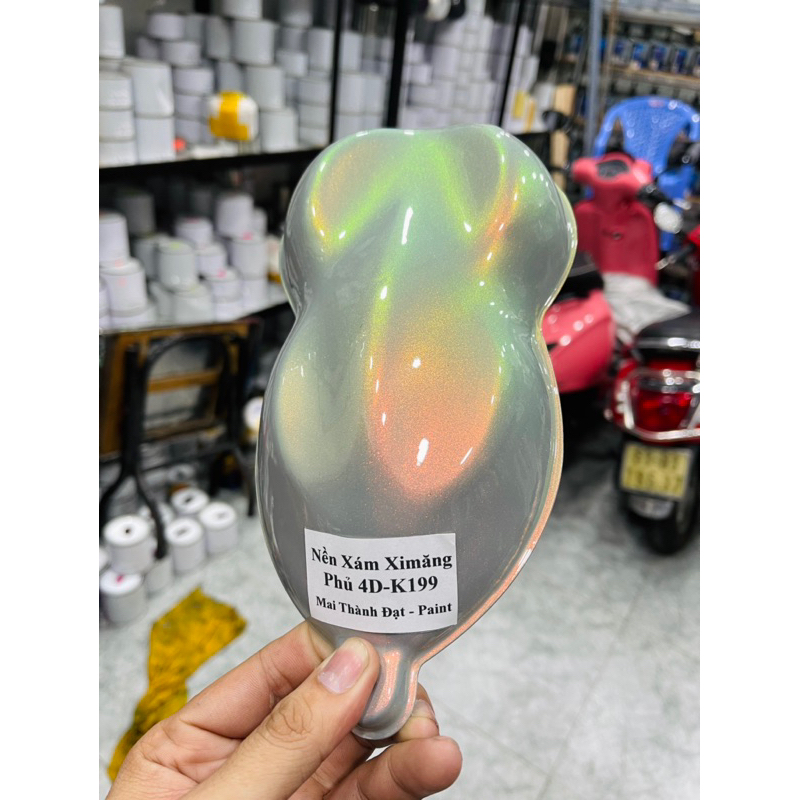 Nền Xám Ximăng
Phủ 4D-K199
Mai Thành Đạt - Paint